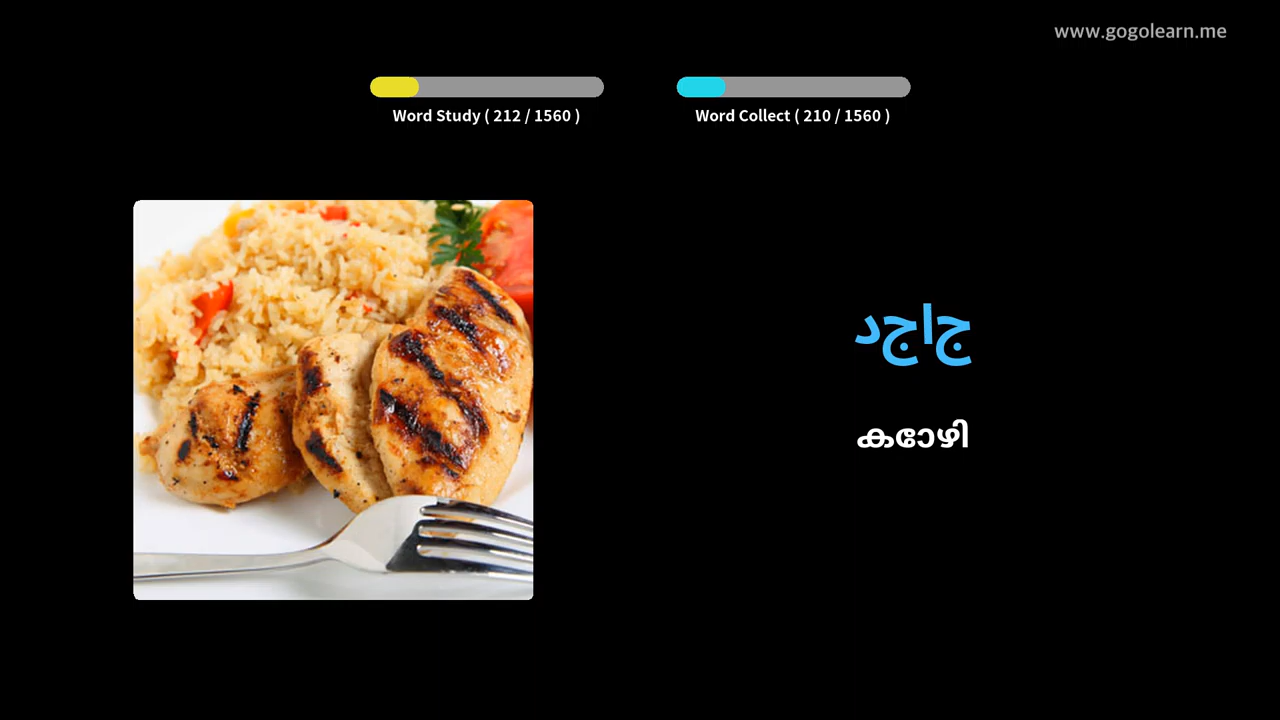 www.gogolearn.me
Word Study ( 212 / 1560 )
Word Collect ( 210 / 1560 )
دجاج
കോഴി